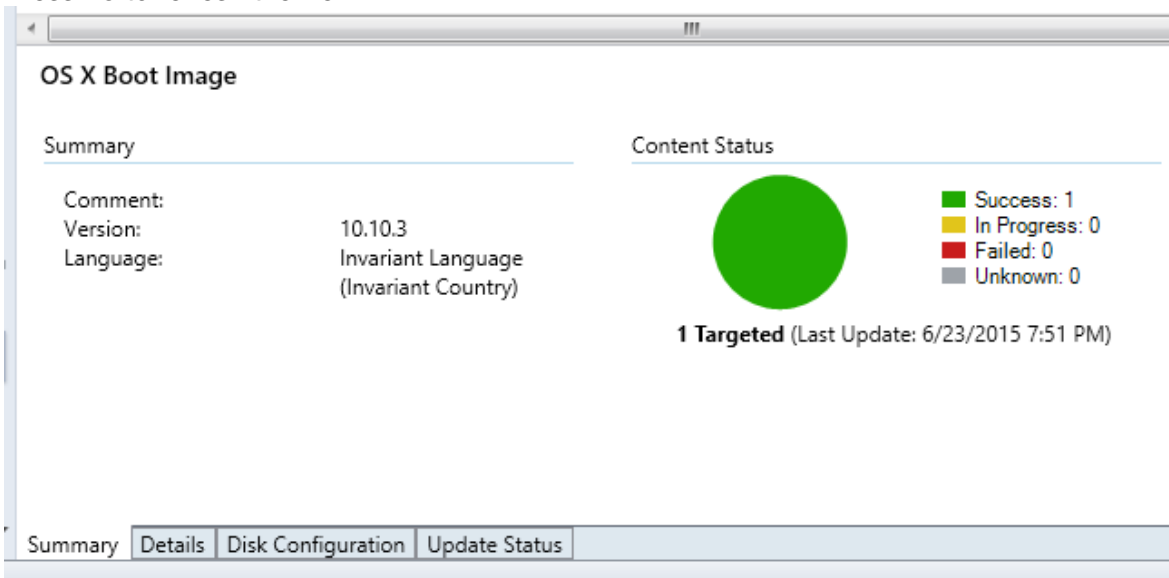 OS X Boot Image
Summary
Comment:
Version: 10.10.3
Language: Invariant Language
(Invariant Country)
Content Status
Success: 1
In Progress: 0
Failed: 0
Unknown: 0
1 Targeted (Last Update: 6/23/2015 7:51 PM)
Summary Details Disk Configuration Update Status